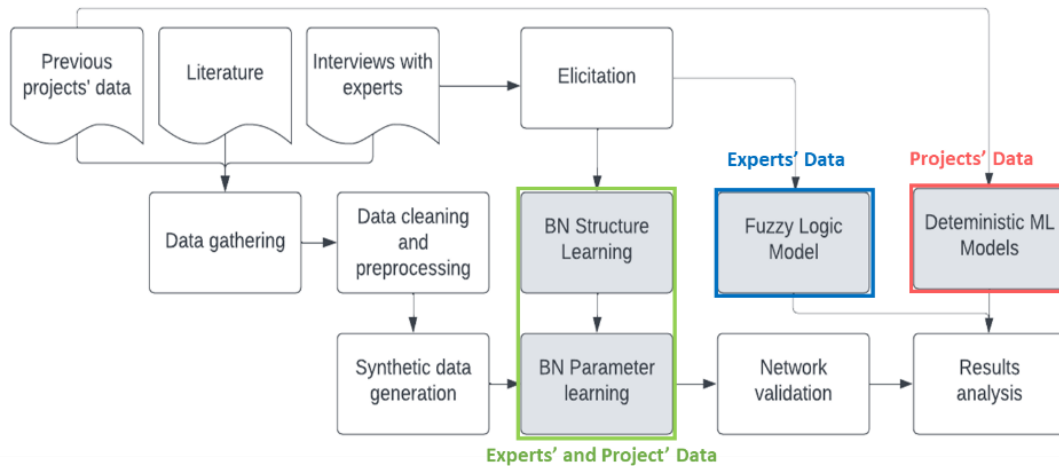 Previous
projects' data
Literature
Interviews with
experts
Elicitation
Experts' Data
Projects' Data
Data gathering
Data cleaning
and
preprocessing
BN Structure
Learning
Fuzzy Logic
Model
Deteministic ML
Models
Synthetic data
generation
BN Parameter
learning
Network
validation
Results
analysis
Experts' and Project' Data